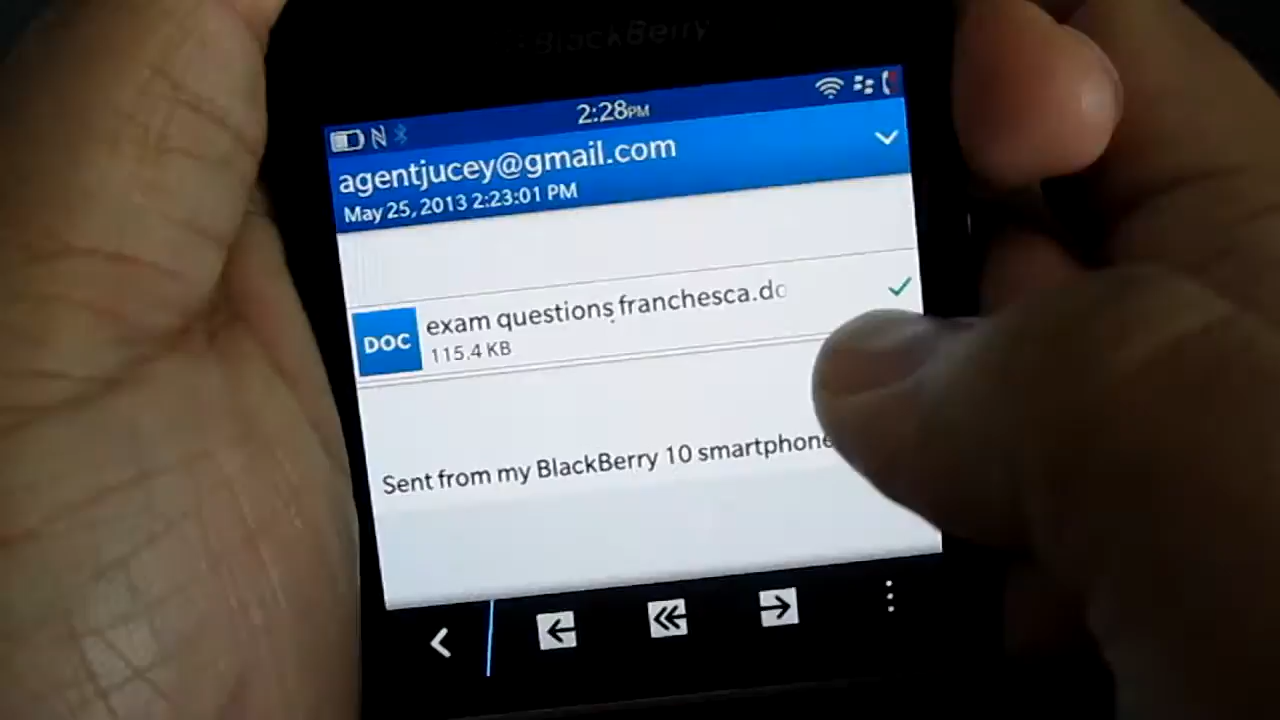 BlackBerry
2:28PM
agentjucey@gmail.com
May 25, 2013 2:23:01 PM
DOC
exam questions franchesca.do
115.4 KB
Sent from my BlackBerry 10 smartphone